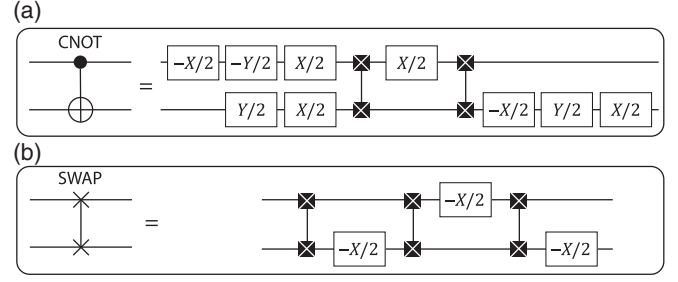 (a)
CNOT
= -X/2 -Y/2 X/2 X/2
Y/2 X/2 -X/2 Y/2 X/2
(b)
SWAP
= -X/2
-X/2 -X/2